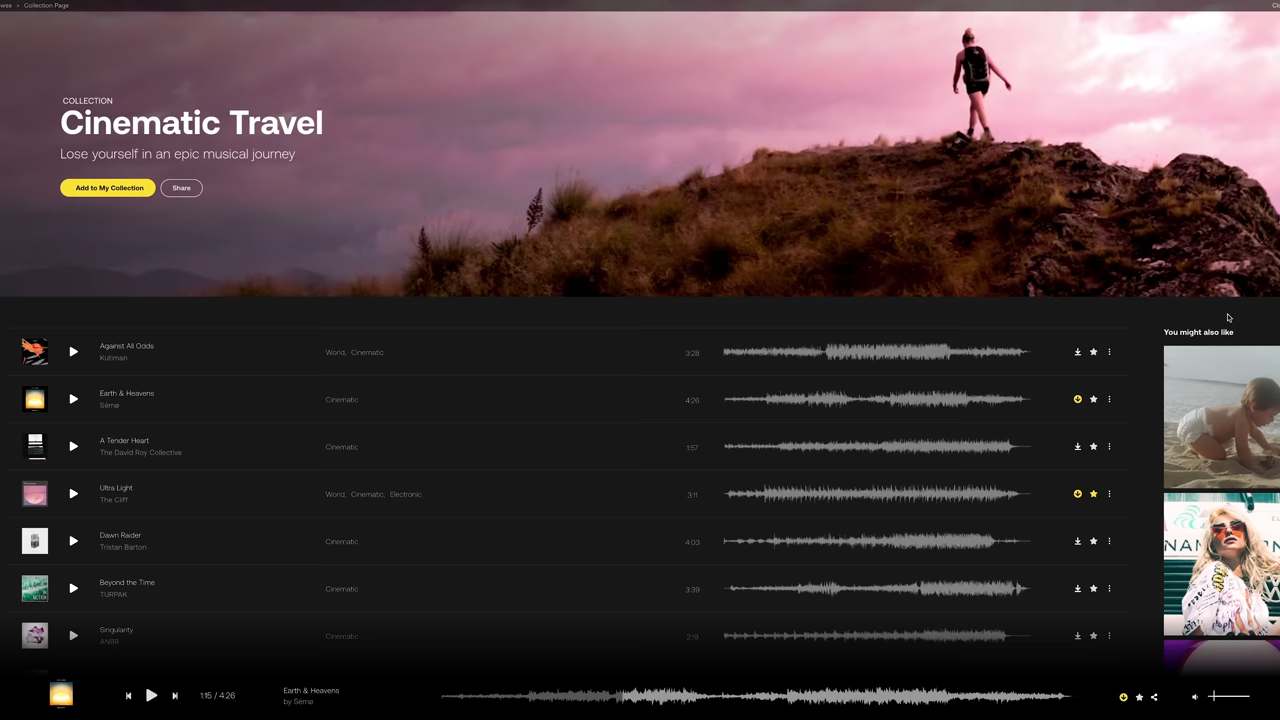 wse > Collection Page
COLLECTION
Cinematic Travel
Lose yourself in an epic musical journey
Add to My Collection
Share
You might also like
Against All Odds
Kutiman
World, Cinematic
3:28
Earth & Heavens
Sémø
Cinematic
4:26
A Tender Heart
The David Roy Collective
Cinematic
1:57
Ultra Light
The Cliff
World, Cinematic, Electronic
3:11
Dawn Raider
Tristan Barton
Cinematic
4:03
Beyond the Time
TURPAK
Cinematic
3:39
Singularity
ANBR
Cinematic
2:19
1:15 / 4:26
Earth & Heavens
by Sémø